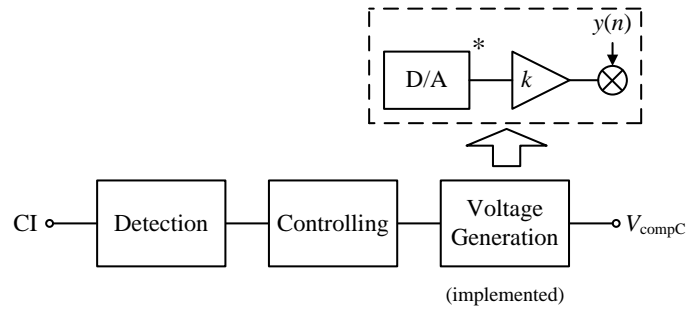 y(n)
*
D/A
k
CI
Detection
Controlling
Voltage
Generation
VcompC
(implemented)